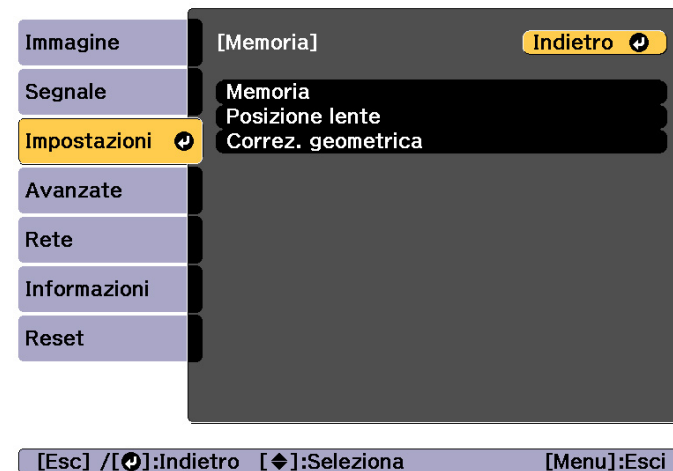 Immagine
Segnale
Impostazioni
Avanzate
Rete
Informazioni
Reset
[Memoria]
Indietro
Memoria
Posizione lente
Correz. geometrica
[Esc] /[ ]:Indietro [ ]:Seleziona [Menu]:Esci